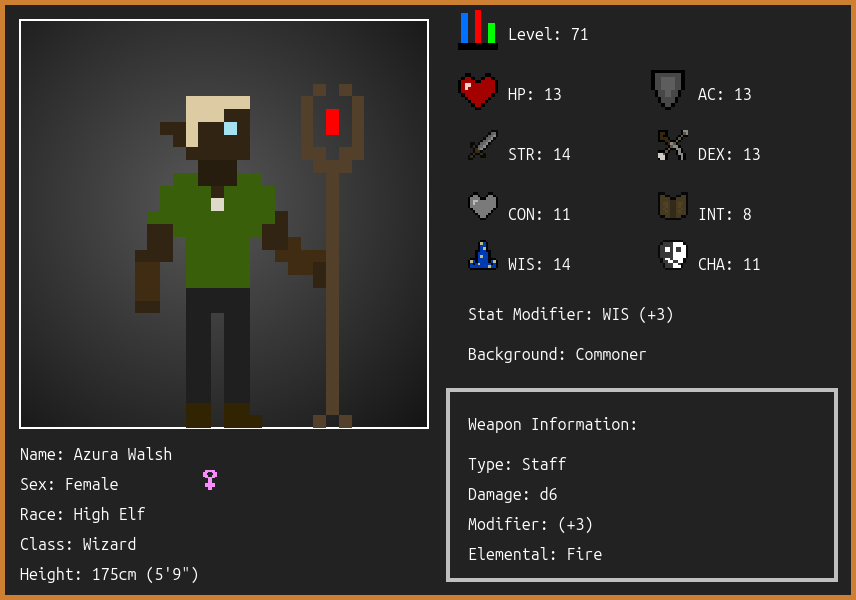 Level: 71
HP: 13
AC: 13
STR: 14
DEX: 13
CON: 11
INT: 8
WIS: 14
CHA: 11
Stat Modifier: WIS (+3)
Background: Commoner
Weapon Information:
Type: Staff
Damage: d6
Modifier: (+3)
Elemental: Fire
Name: Azura Walsh
Sex: Female
Race: High Elf
Class: Wizard
Height: 175cm (5'9")